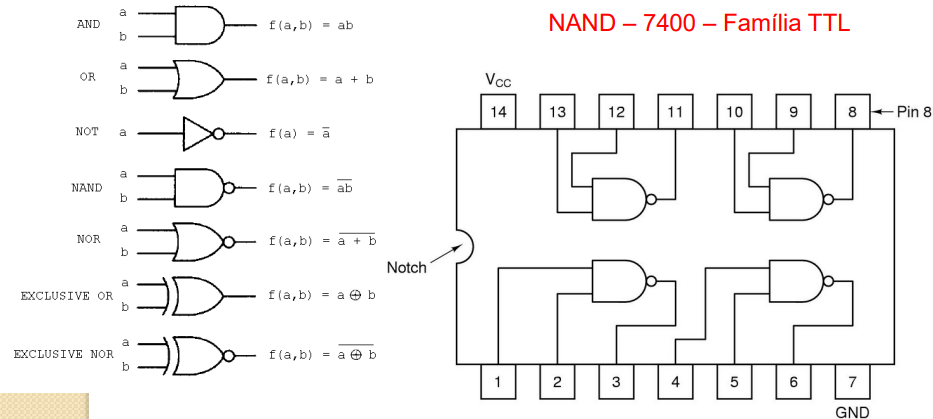 AND a b f(a,b) = ab
OR a b f(a,b) = a + b
NOT a f(a) = a̅
NAND a b f(a,b) = a̅b̅
NOR a b f(a,b) = a̅ ̅+̅ ̅b̅
EXCLUSIVE OR a b f(a,b) = a ⊕ b
EXCLUSIVE NOR a b f(a,b) = a̅ ̅⊕̅ ̅b̅
NAND – 7400 – Família TTL
VCC
14 13 12 11 10 9 8 Pin 8
Notch
1 2 3 4 5 6 7
GND